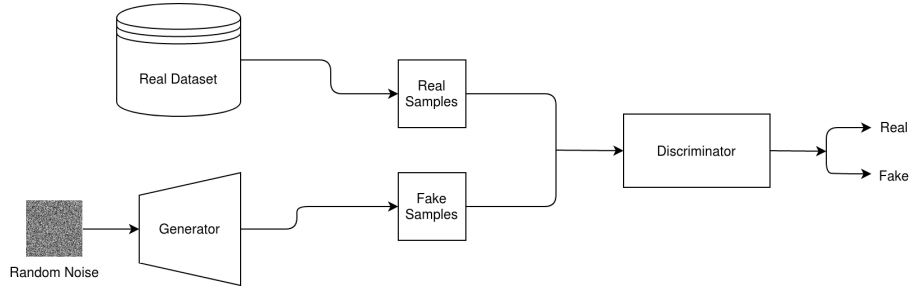 Real Dataset
Real
Samples
Discriminator
Real
Fake
Fake
Samples
Generator
Random Noise